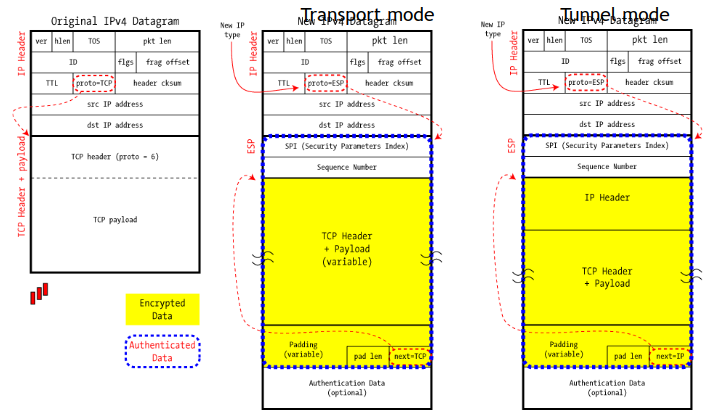 Original IPv4 Datagram
IP Header
ver hlen TOS pkt len
ID flgs frag offset
TTL proto=TCP header cksum
src IP address
dst IP address
TCP Header + payload
TCP header (proto = 6)
TCP payload
Encrypted
Data
Authenticated
Data
Transport mode
New IPv4 Datagram
New IP
type
IP Header
ver hlen TOS pkt len
ID flgs frag offset
TTL proto=ESP header cksum
src IP address
dst IP address
ESP
SPI (Security Parameters Index)
Sequence Number
TCP Header
+ Payload
(variable)
Padding
(variable)
pad len next=TCP
Authentication Data
(optional)
Tunnel mode
New IPv4 Datagram
New IP
type
IP Header
ver hlen TOS pkt len
ID flgs frag offset
TTL proto=ESP header cksum
src IP address
dst IP address
ESP
SPI (Security Parameters Index)
Sequence Number
IP Header
TCP Header
+ Payload
Padding
(variable)
pad len next=IP
Authentication Data
(optional)